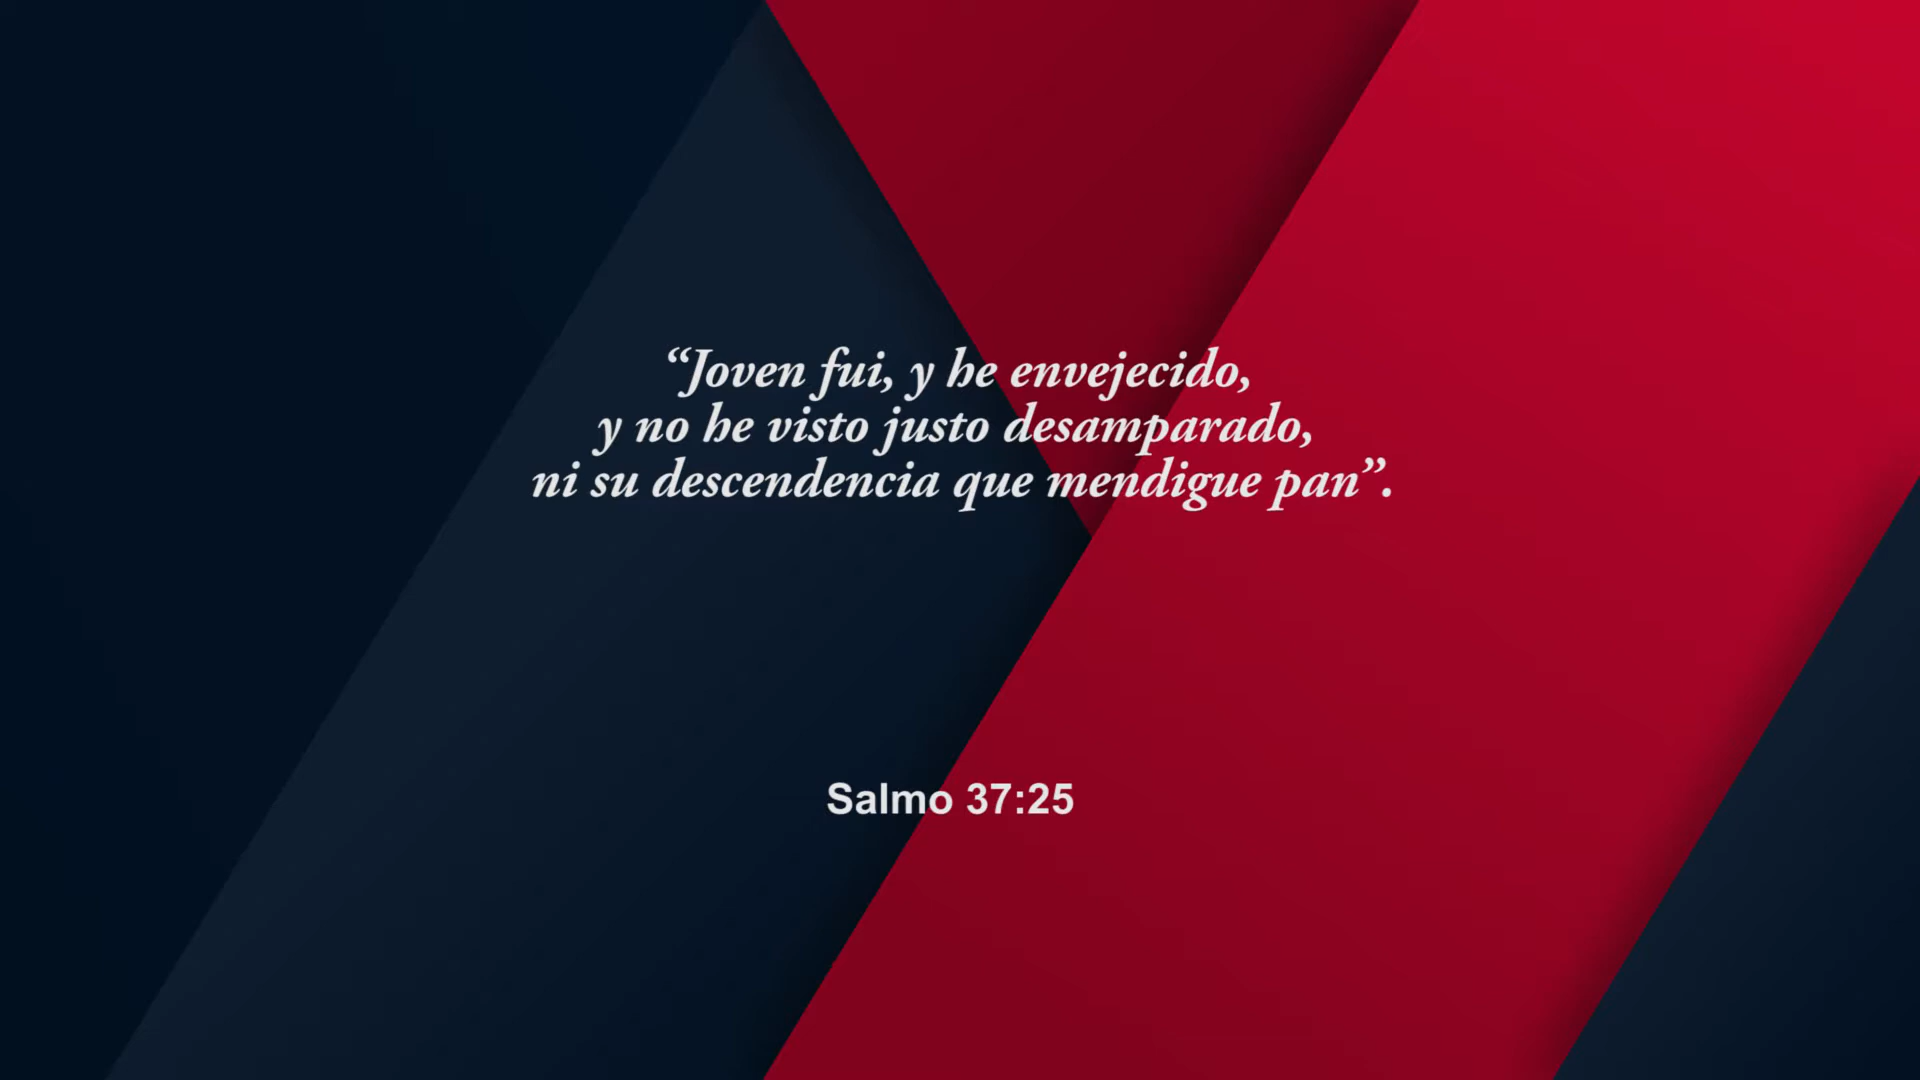 “Joven fui, y he envejecido,
y no he visto justo desamparado,
ni su descendencia que mendigue pan”.
Salmo 37:25